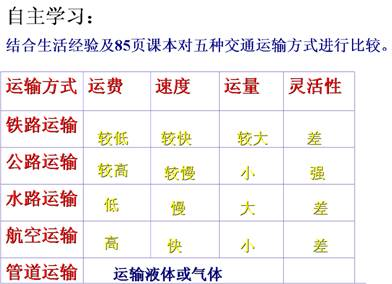 自主学习：
结合生活经验及85页课本对五种交通运输方式进行比较。
运输方式 运费 速度 运量 灵活性
铁路运输 较低 较快 较大 差
公路运输 较高 较慢 小 强
水路运输 低 慢 大 差
航空运输 高 快 小 差
管道运输 运输液体或气体